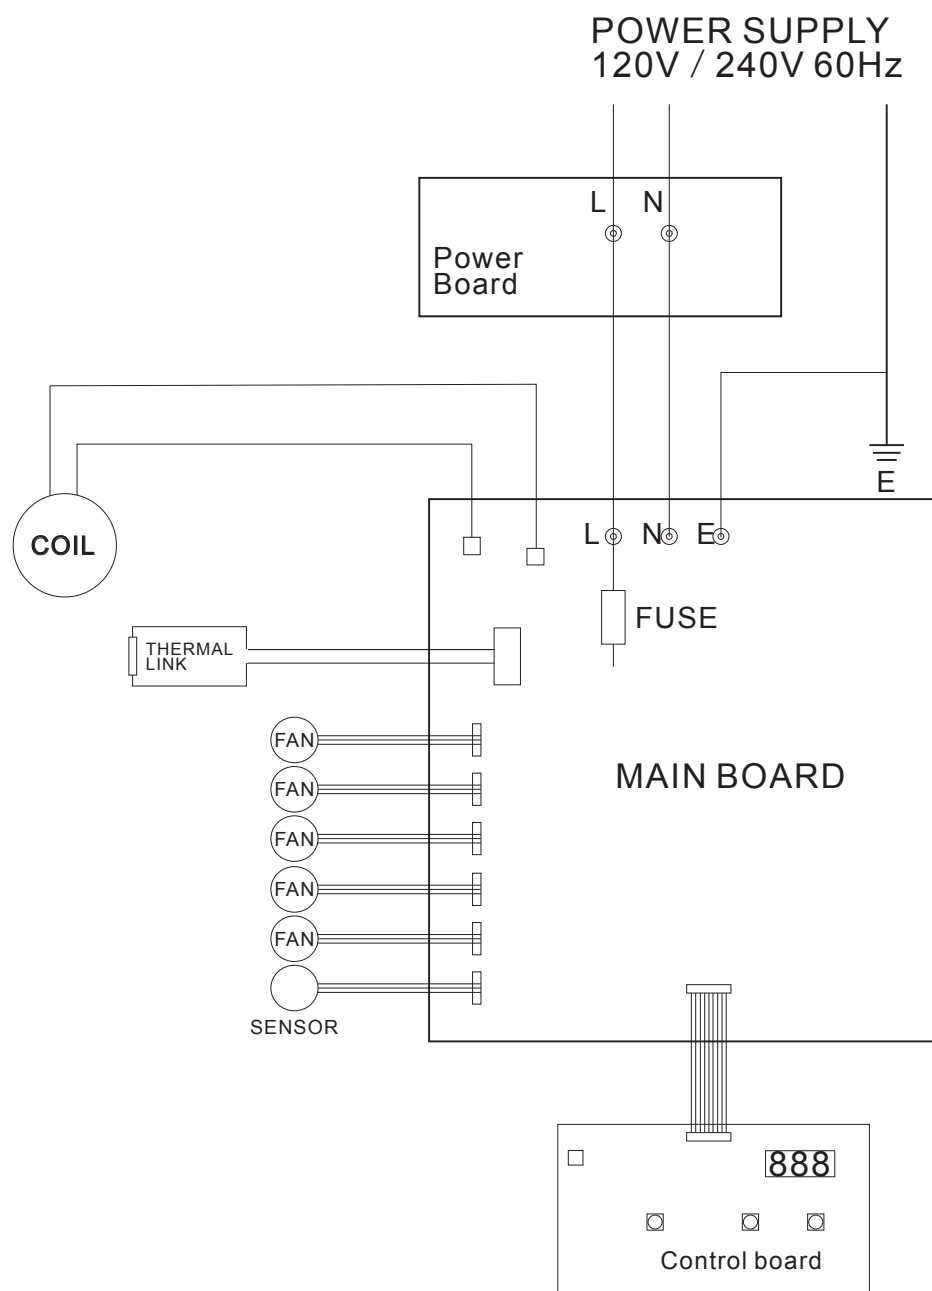 POWER SUPPLY
120V / 240V 60Hz
L N
Power
Board
E
COIL
L N E
FUSE
THERMAL
LINK
FAN
FAN
MAIN BOARD
FAN
FAN
FAN
SENSOR
888
Control board